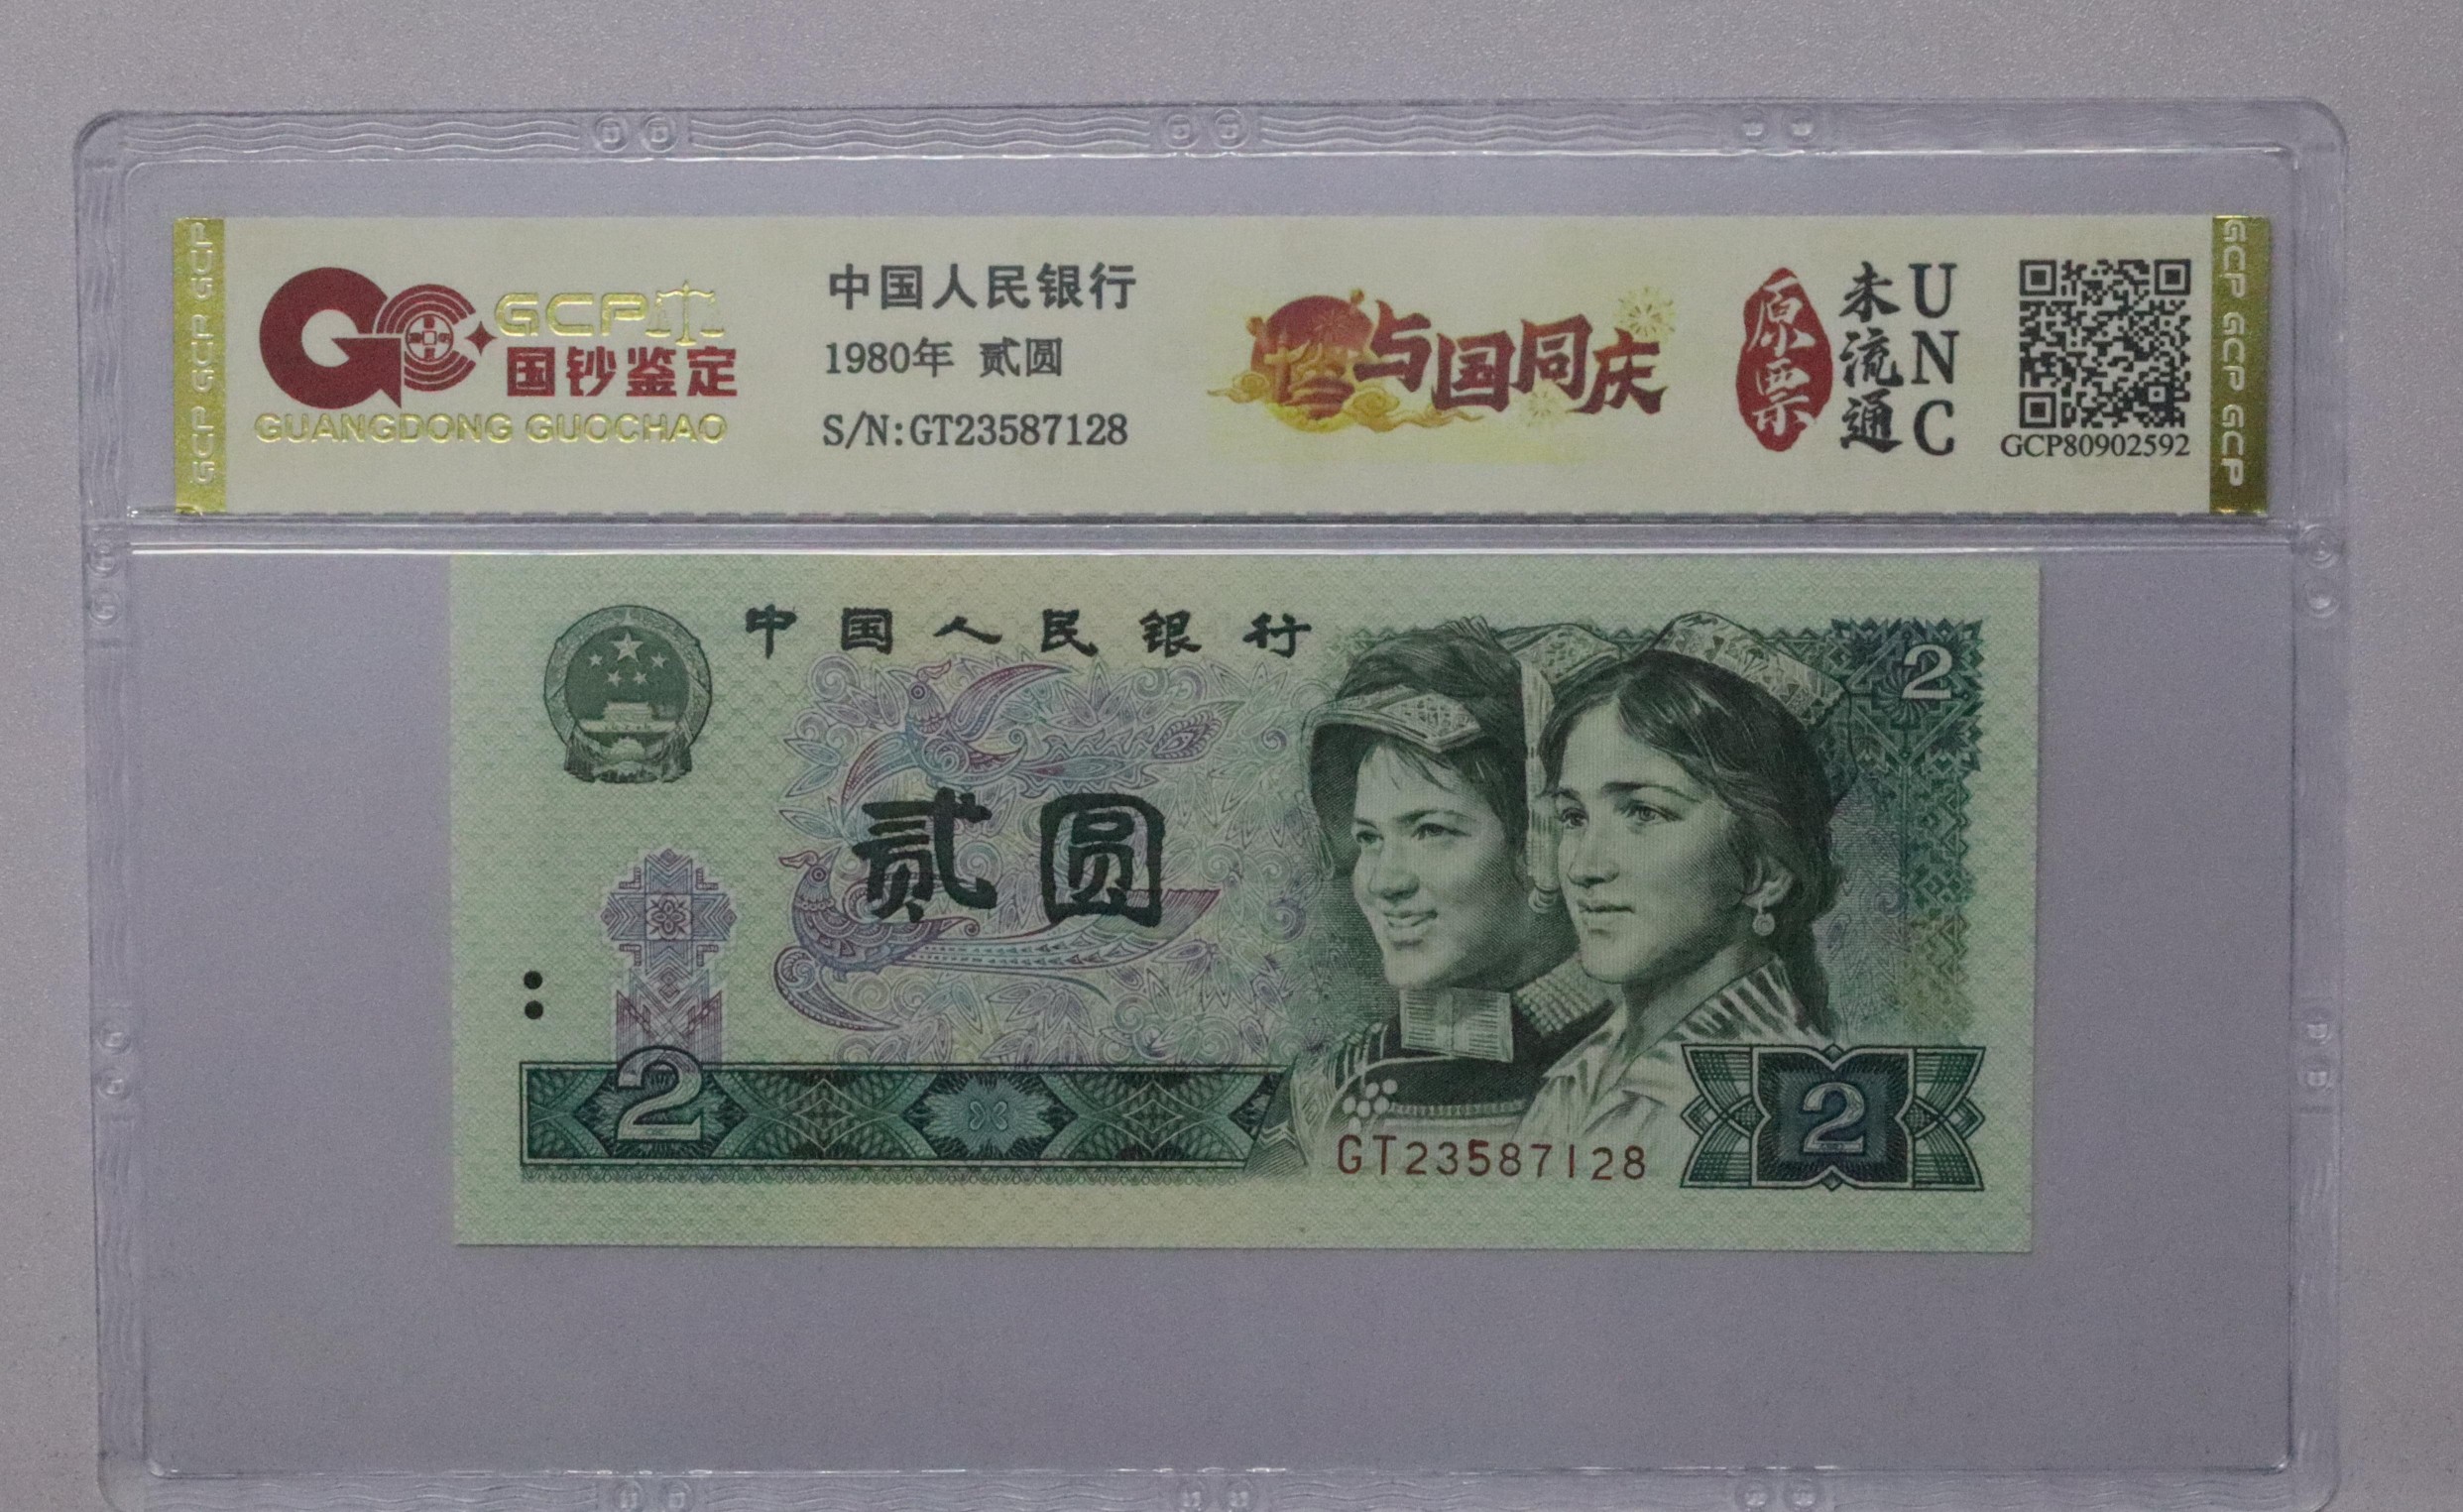 GCP GCP GCP
GCP
国钞鉴定
GUANGDONG GUOCHAO
中国人民银行
1980年 贰圆
S/N:GT23587128
与国同庆
原票
未流通
UNC
GCP80902592
GCP GCP GCP
中国人民银行
2
贰圆
2
GT23587128
2